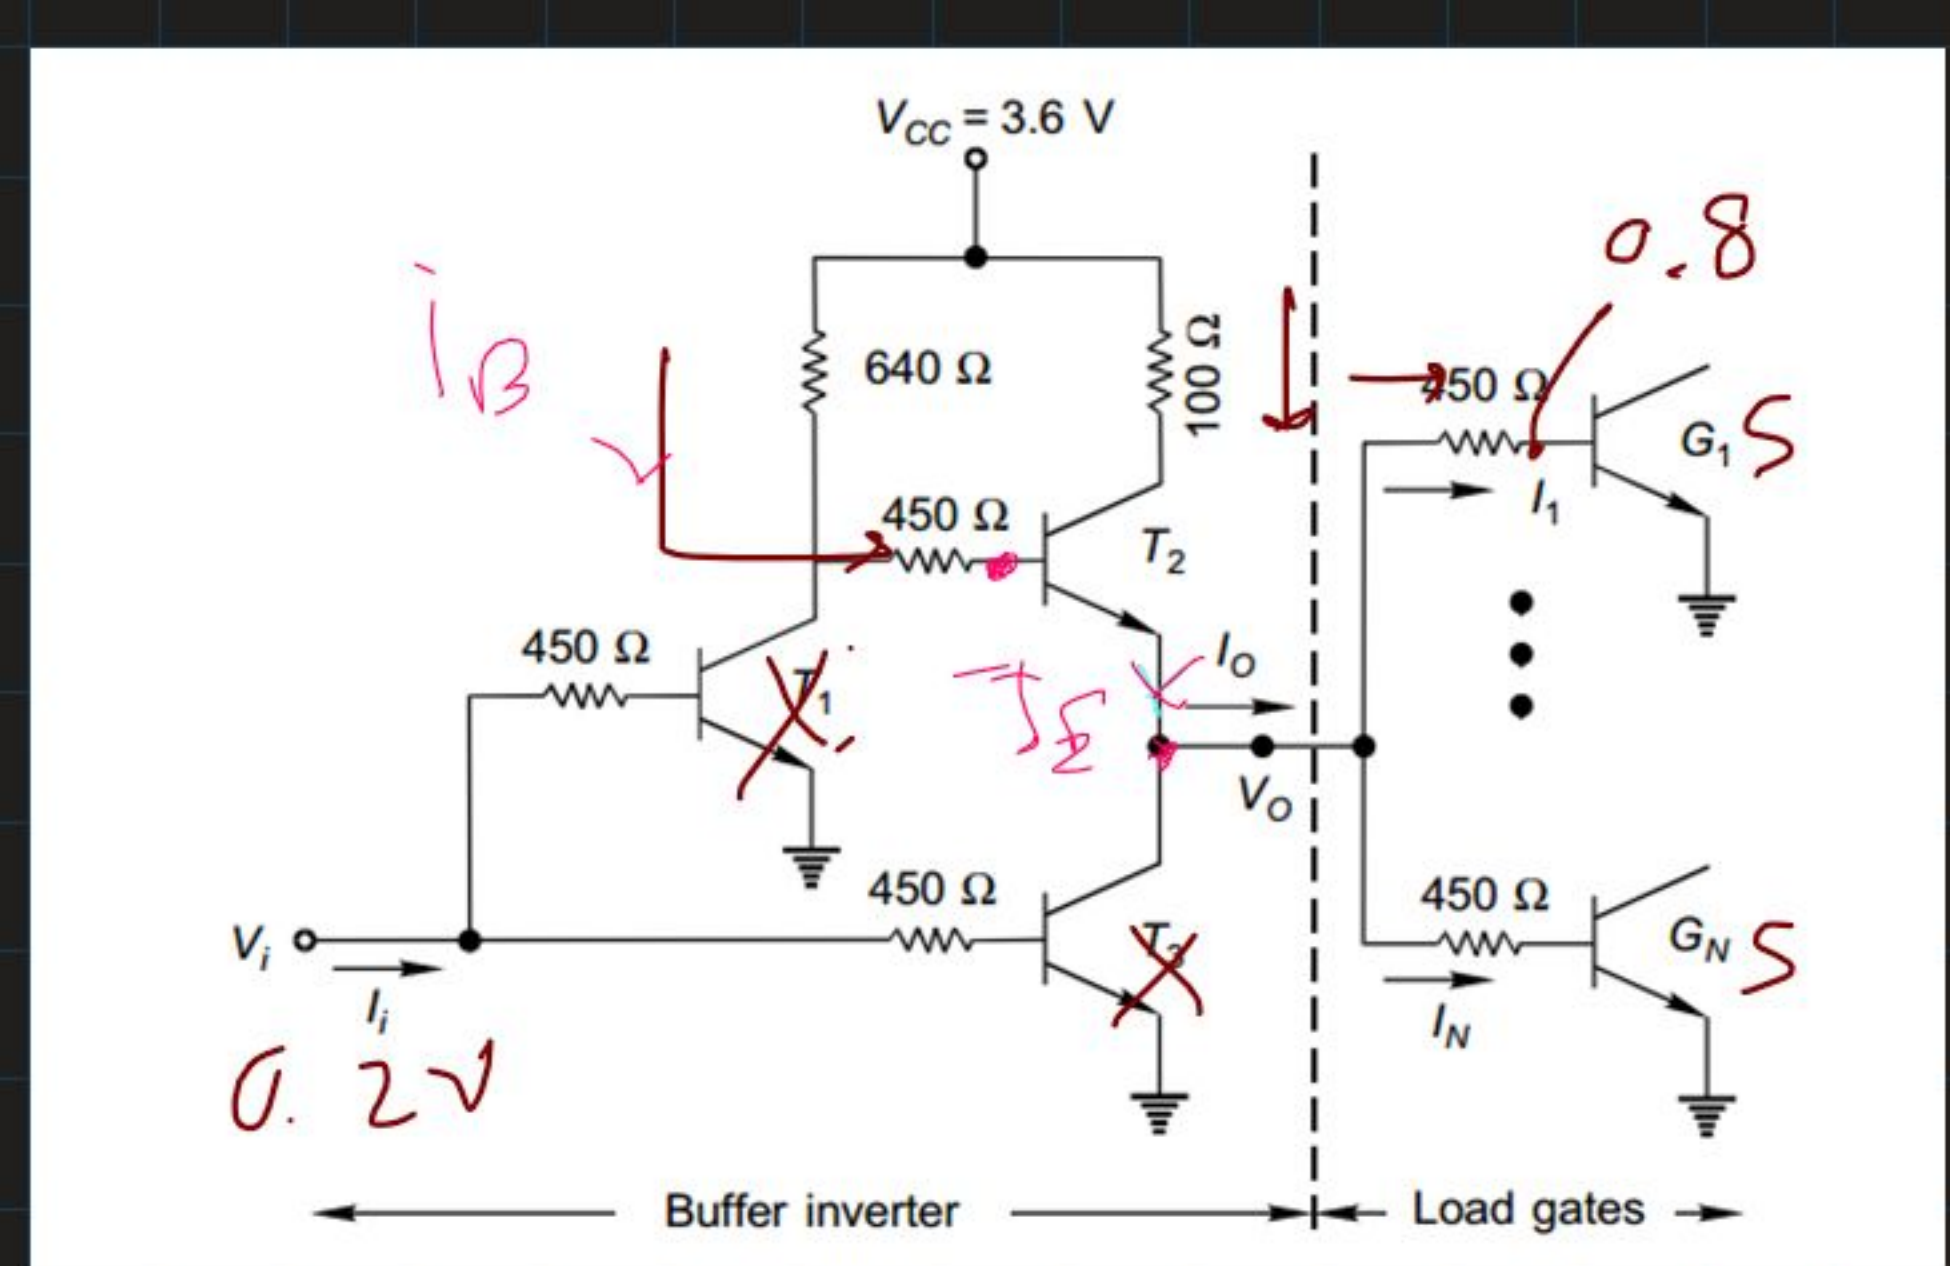 V_CC = 3.6 V
0.8
i_B
640 Ω
100 Ω
450 Ω
G_1 S
450 Ω
I_1
T_2
450 Ω
T_1
I_O
I_E
V_O
450 Ω
450 Ω
T_3
G_N S
V_i
I_i
I_N
0.2V
Buffer inverter
Load gates